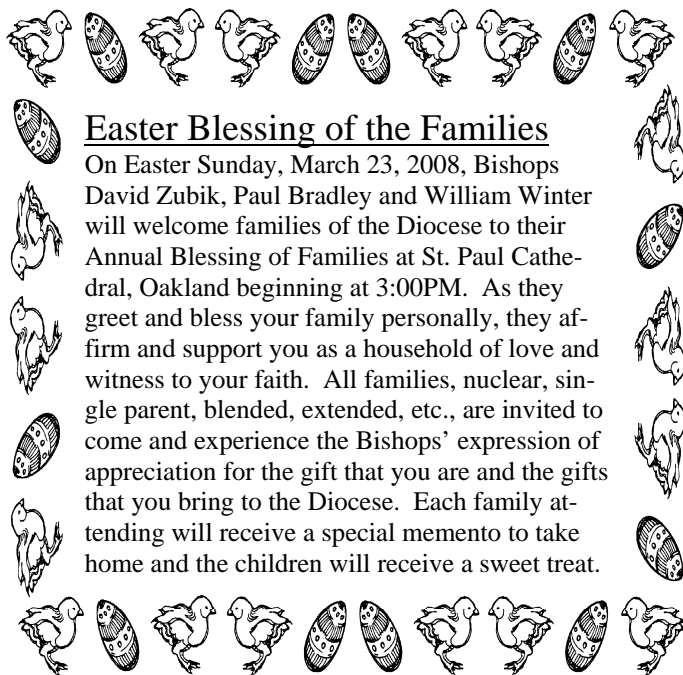 Easter Blessing of the Families
On Easter Sunday, March 23, 2008, Bishops
David Zubik, Paul Bradley and William Winter
will welcome families of the Diocese to their
Annual Blessing of Families at St. Paul Cathe-
dral, Oakland beginning at 3:00PM.  As they
greet and bless your family personally, they af-
firm and support you as a household of love and
witness to your faith.  All families, nuclear, sin-
gle parent, blended, extended, etc., are invited to
come and experience the Bishops’ expression of
appreciation for the gift that you are and the gifts
that you bring to the Diocese.  Each family at-
tending will receive a special memento to take
home and the children will receive a sweet treat.